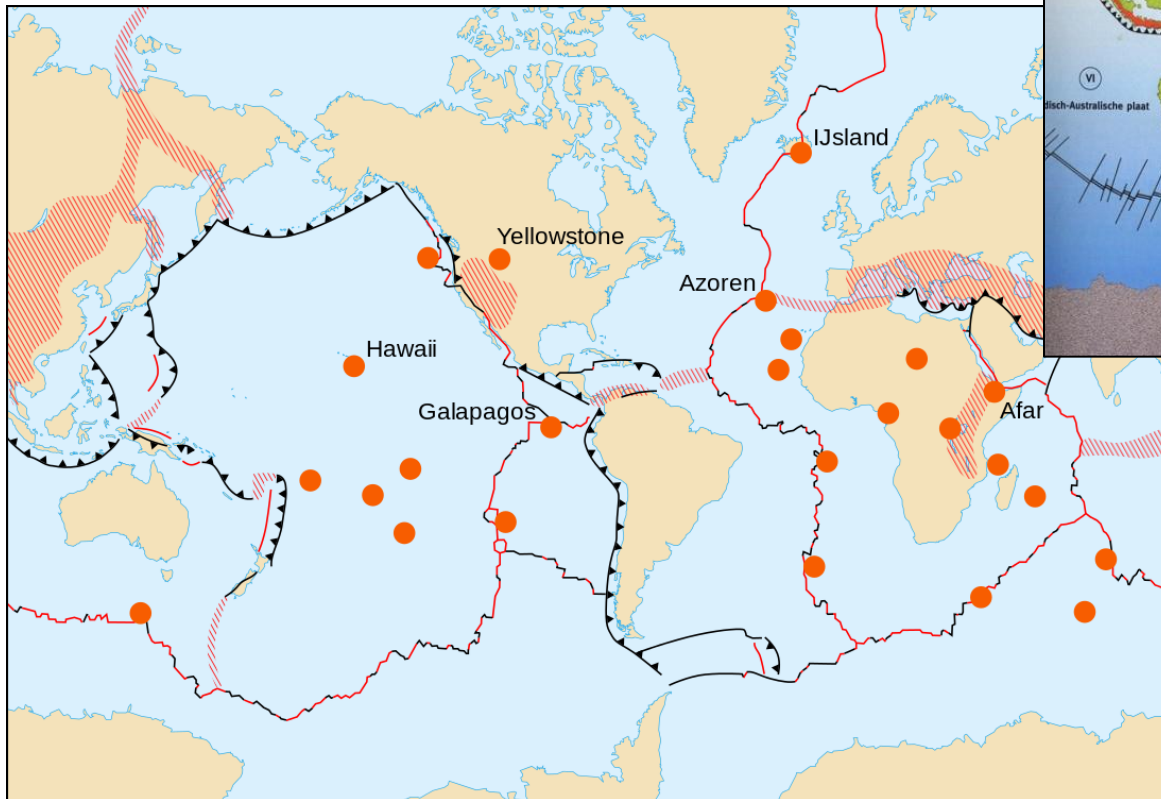 VI
disch-Australische plaat
IJsland
Yellowstone
Azoren
Hawaii
Galapagos
Afar